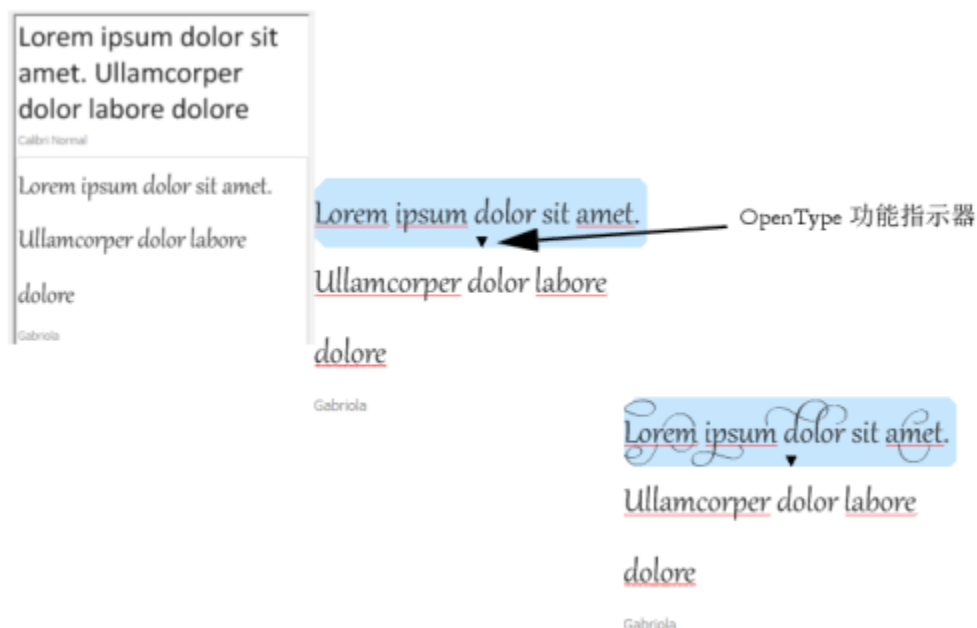 Lorem ipsum dolor sit
amet. Ullamcorper
dolor labore dolore
Calibri Normal
Lorem ipsum dolor sit amet.
Ullamcorper dolor labore
dolore
Gabriola
Lorem ipsum dolor sit amet.
Ullamcorper dolor labore
dolore
Gabriola
OpenType 功能指示器
Lorem ipsum dolor sit amet.
Ullamcorper dolor labore
dolore
Gabriola